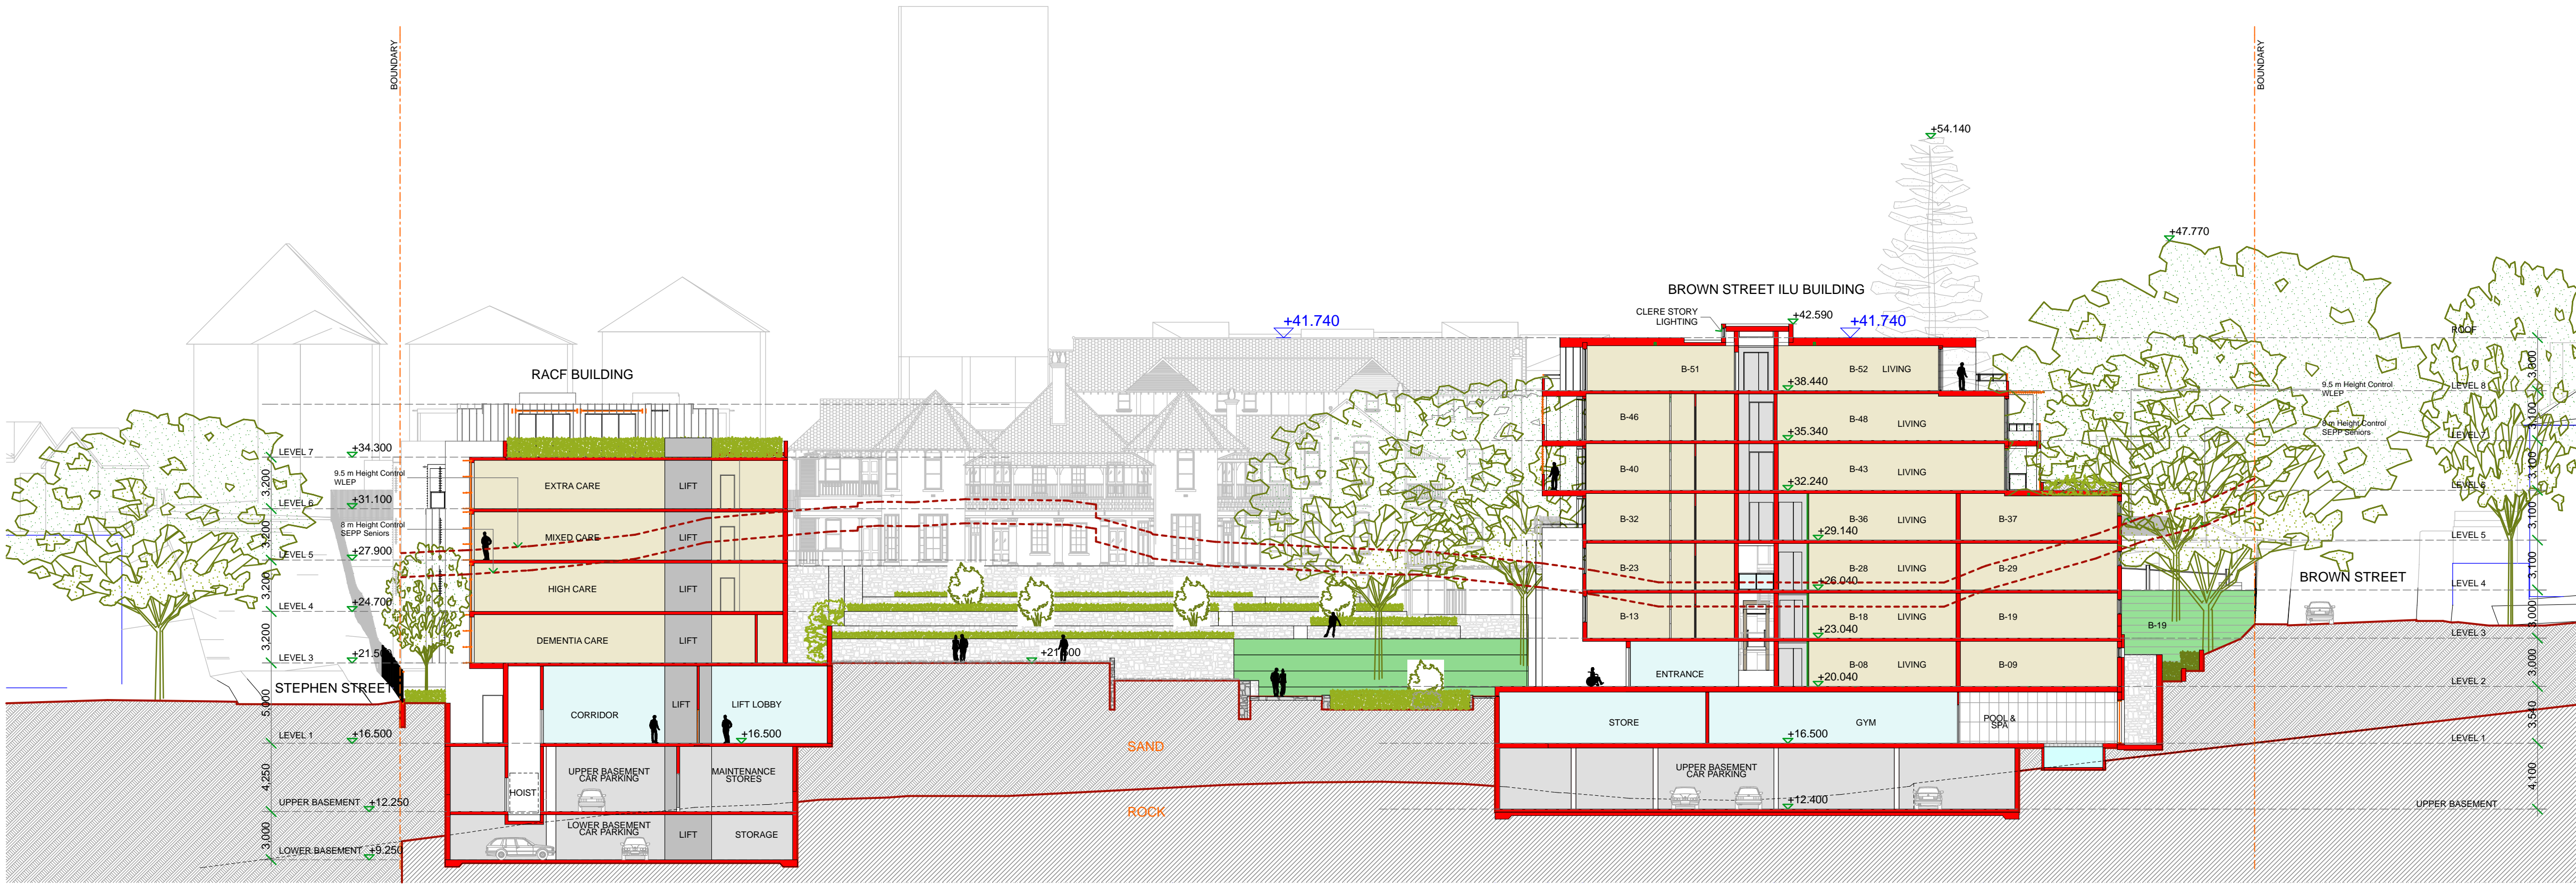 BOUNDARY
BOUNDARY
+54.140
+47.770
BROWN STREET ILU BUILDING
CLERE STORY
LIGHTING
+42.590
+41.740
+41.740
ROOF
RACF BUILDING
LEVEL 7
+34.300
9.5 m Height Control
WLEP
LEVEL 6
+31.100
8 m Height Control
SEPP Seniors
LEVEL 5
+27.900
LEVEL 4
+24.700
LEVEL 3
+21.500
STEPHEN STREET
LEVEL 1
+16.500
UPPER BASEMENT
+12.250
LOWER BASEMENT
+9.250
3,200
3,200
3,200
3,200
5,000
4,250
3,000
EXTRA CARE
LIFT
MIXED CARE
LIFT
HIGH CARE
LIFT
DEMENTIA CARE
LIFT
CORRIDOR
LIFT
LIFT LOBBY
+16.500
HOIST
UPPER BASEMENT
CAR PARKING
MAINTENANCE
STORES
LOWER BASEMENT
CAR PARKING
LIFT
STORAGE
+21.500
SAND
ROCK
B-51
+38.440
B-52
LIVING
B-46
+35.340
B-48
LIVING
B-40
+32.240
B-43
LIVING
B-32
+29.140
B-36
LIVING
B-37
B-23
+26.040
B-28
LIVING
B-29
B-13
+23.040
B-18
LIVING
B-19
ENTRANCE
+20.040
B-08
LIVING
B-09
STORE
+16.500
GYM
POOL &
SPA
UPPER BASEMENT
CAR PARKING
+12.400
B-19
BROWN STREET
9.5 m Height Control
WLEP
8 m Height Control
SEPP Seniors
LEVEL 8
LEVEL 7
LEVEL 6
LEVEL 5
LEVEL 4
LEVEL 3
LEVEL 2
LEVEL 1
UPPER BASEMENT
3,100
3,100
3,100
3,100
3,000
3,000
3,540
4,100